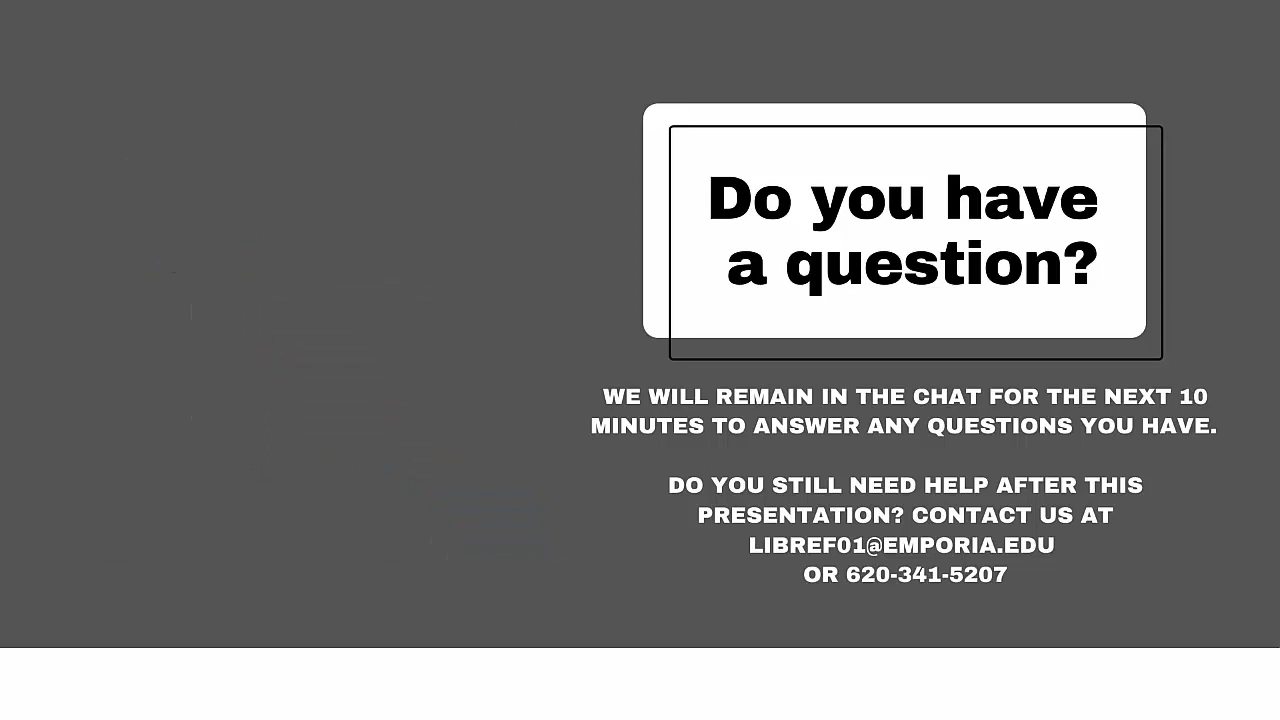 Do you have
a question?
WE WILL REMAIN IN THE CHAT FOR THE NEXT 10
MINUTES TO ANSWER ANY QUESTIONS YOU HAVE.
DO YOU STILL NEED HELP AFTER THIS
PRESENTATION? CONTACT US AT
LIBREF01@EMPORIA.EDU
OR 620-341-5207